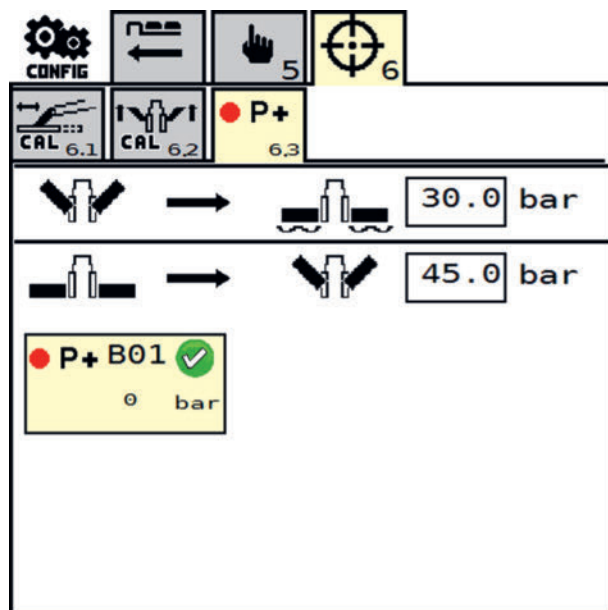 CONFIG
5
6
CAL 6.1
CAL 6.2
P+
6.3
30.0 bar
45.0 bar
P+ B01
0 bar